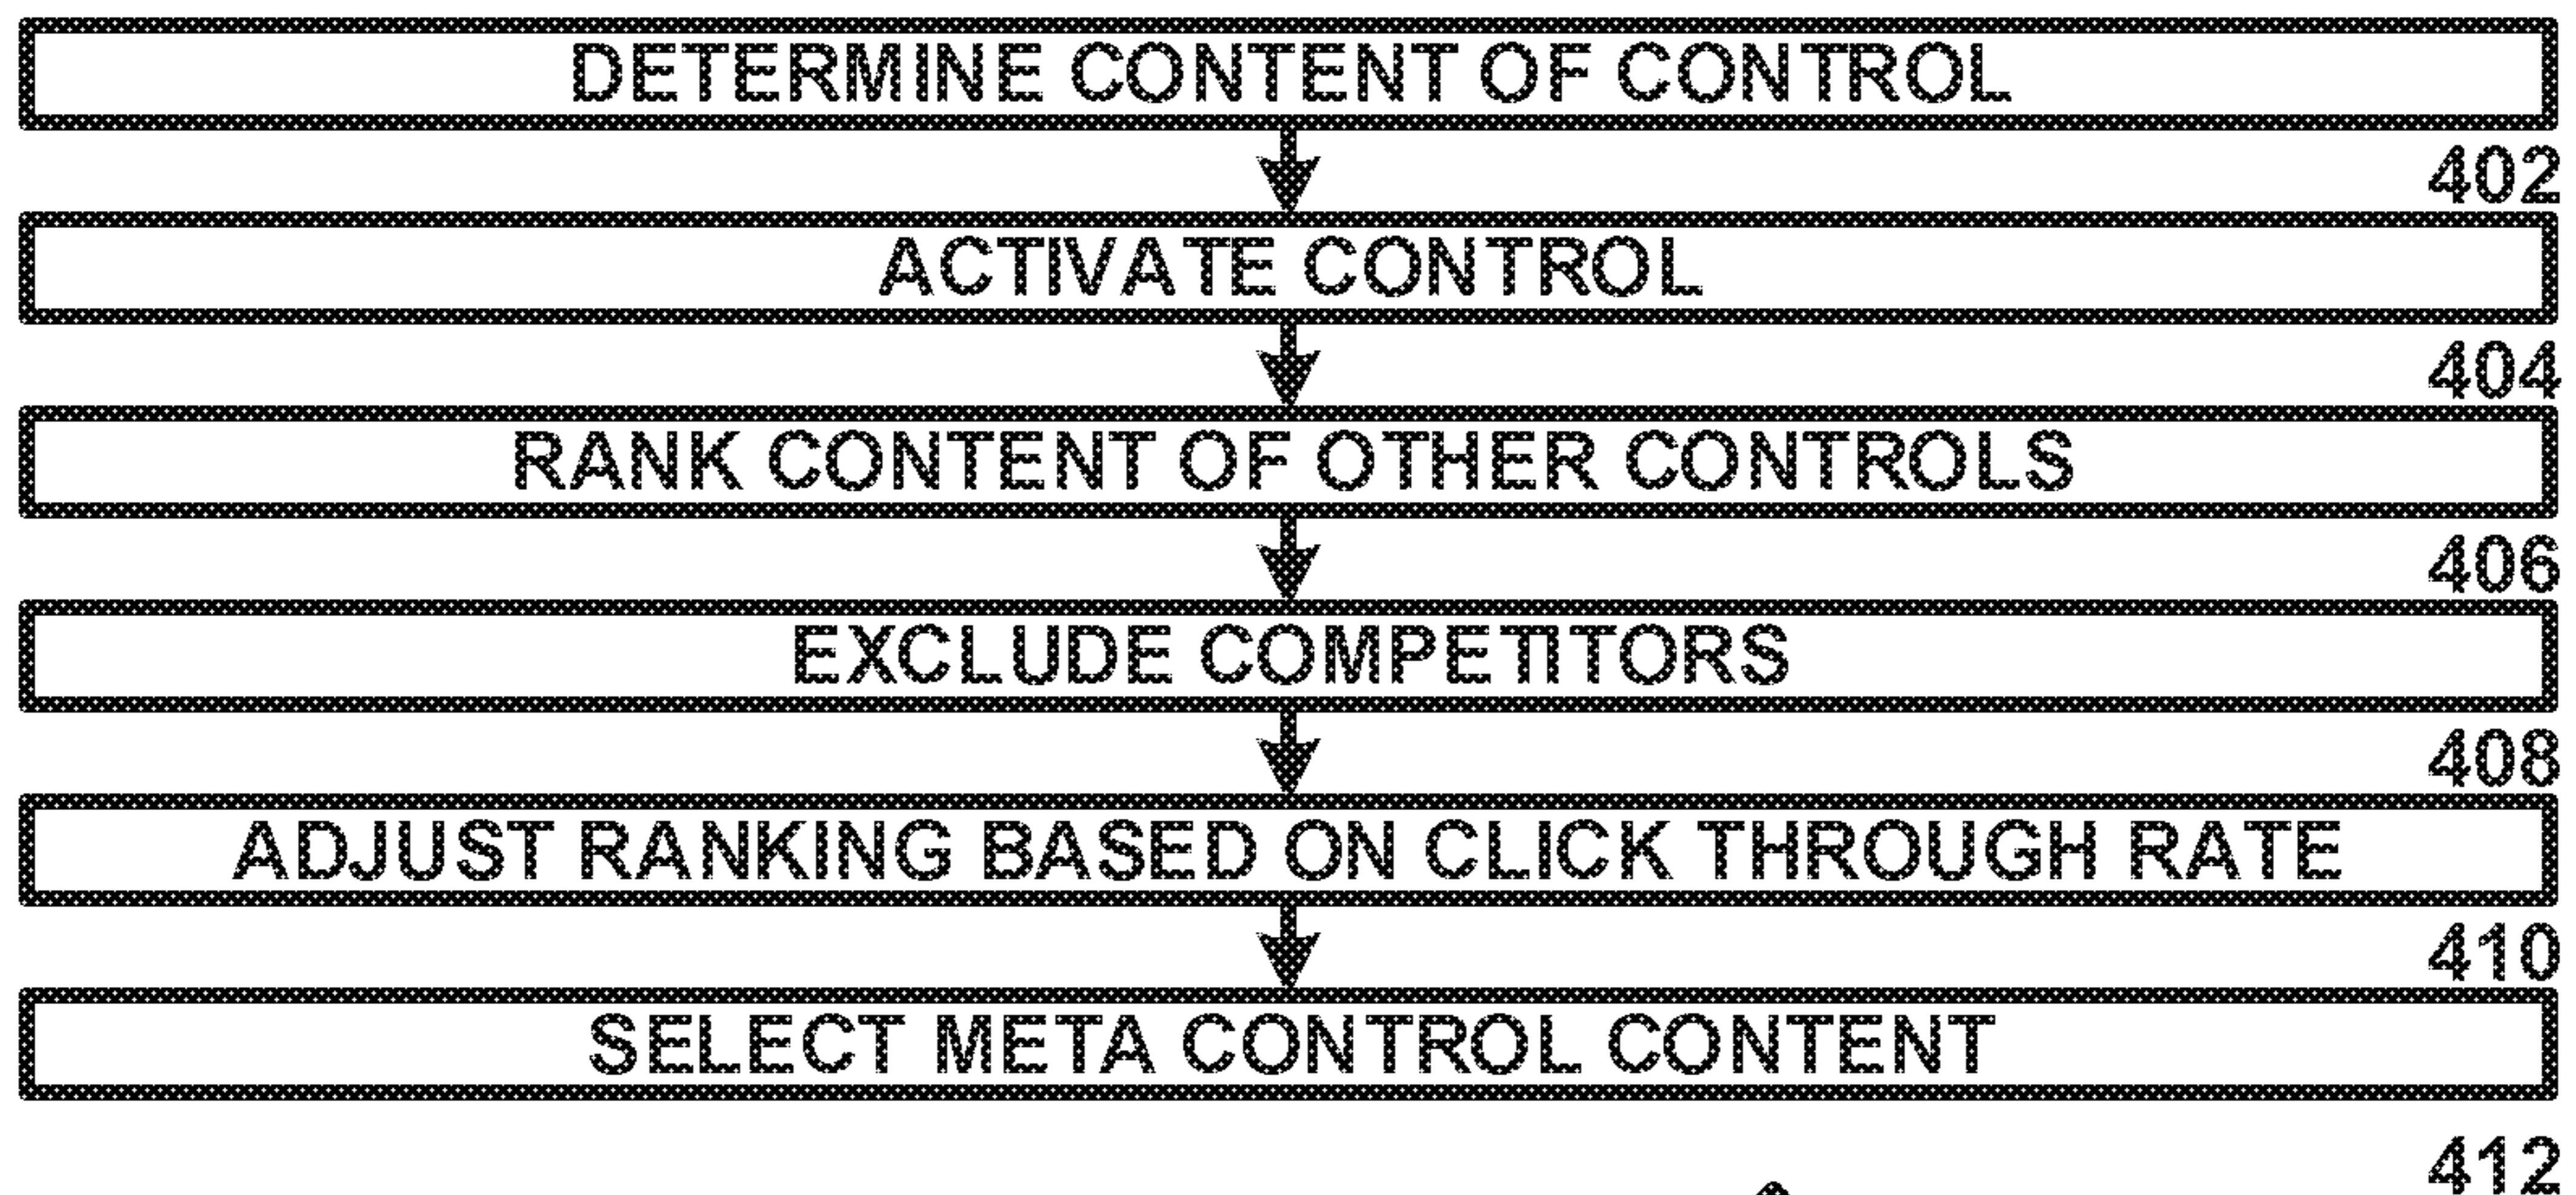 DETERMINE CONTENT OF CONTROL
402
ACTIVATE CONTROL
404
RANK CONTENT OF OTHER CONTROLS
406
EXCLUDE COMPETITORS
408
ADJUST RANKING BASED ON CLICK THROUGH RATE
410
SELECT META CONTROL CONTENT
412